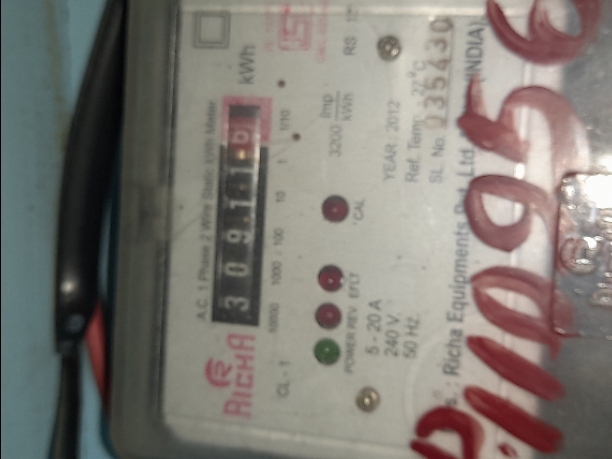 A.C. 1 Phase 2 Wire Static kWh Meter
kWh
3 0 9 1 1 6
10000 1000 100 10 1 1/10
RICHA
CL - 1
POWER REV EFLT CAL
Imp
3200 kWh
5 - 20 A
240 V.
50 Hz.
YEAR : 2012
Ref. Temp. : 27°C
SL. No. 035430
: Richa Equipments Pvt. Ltd. (INDIA)